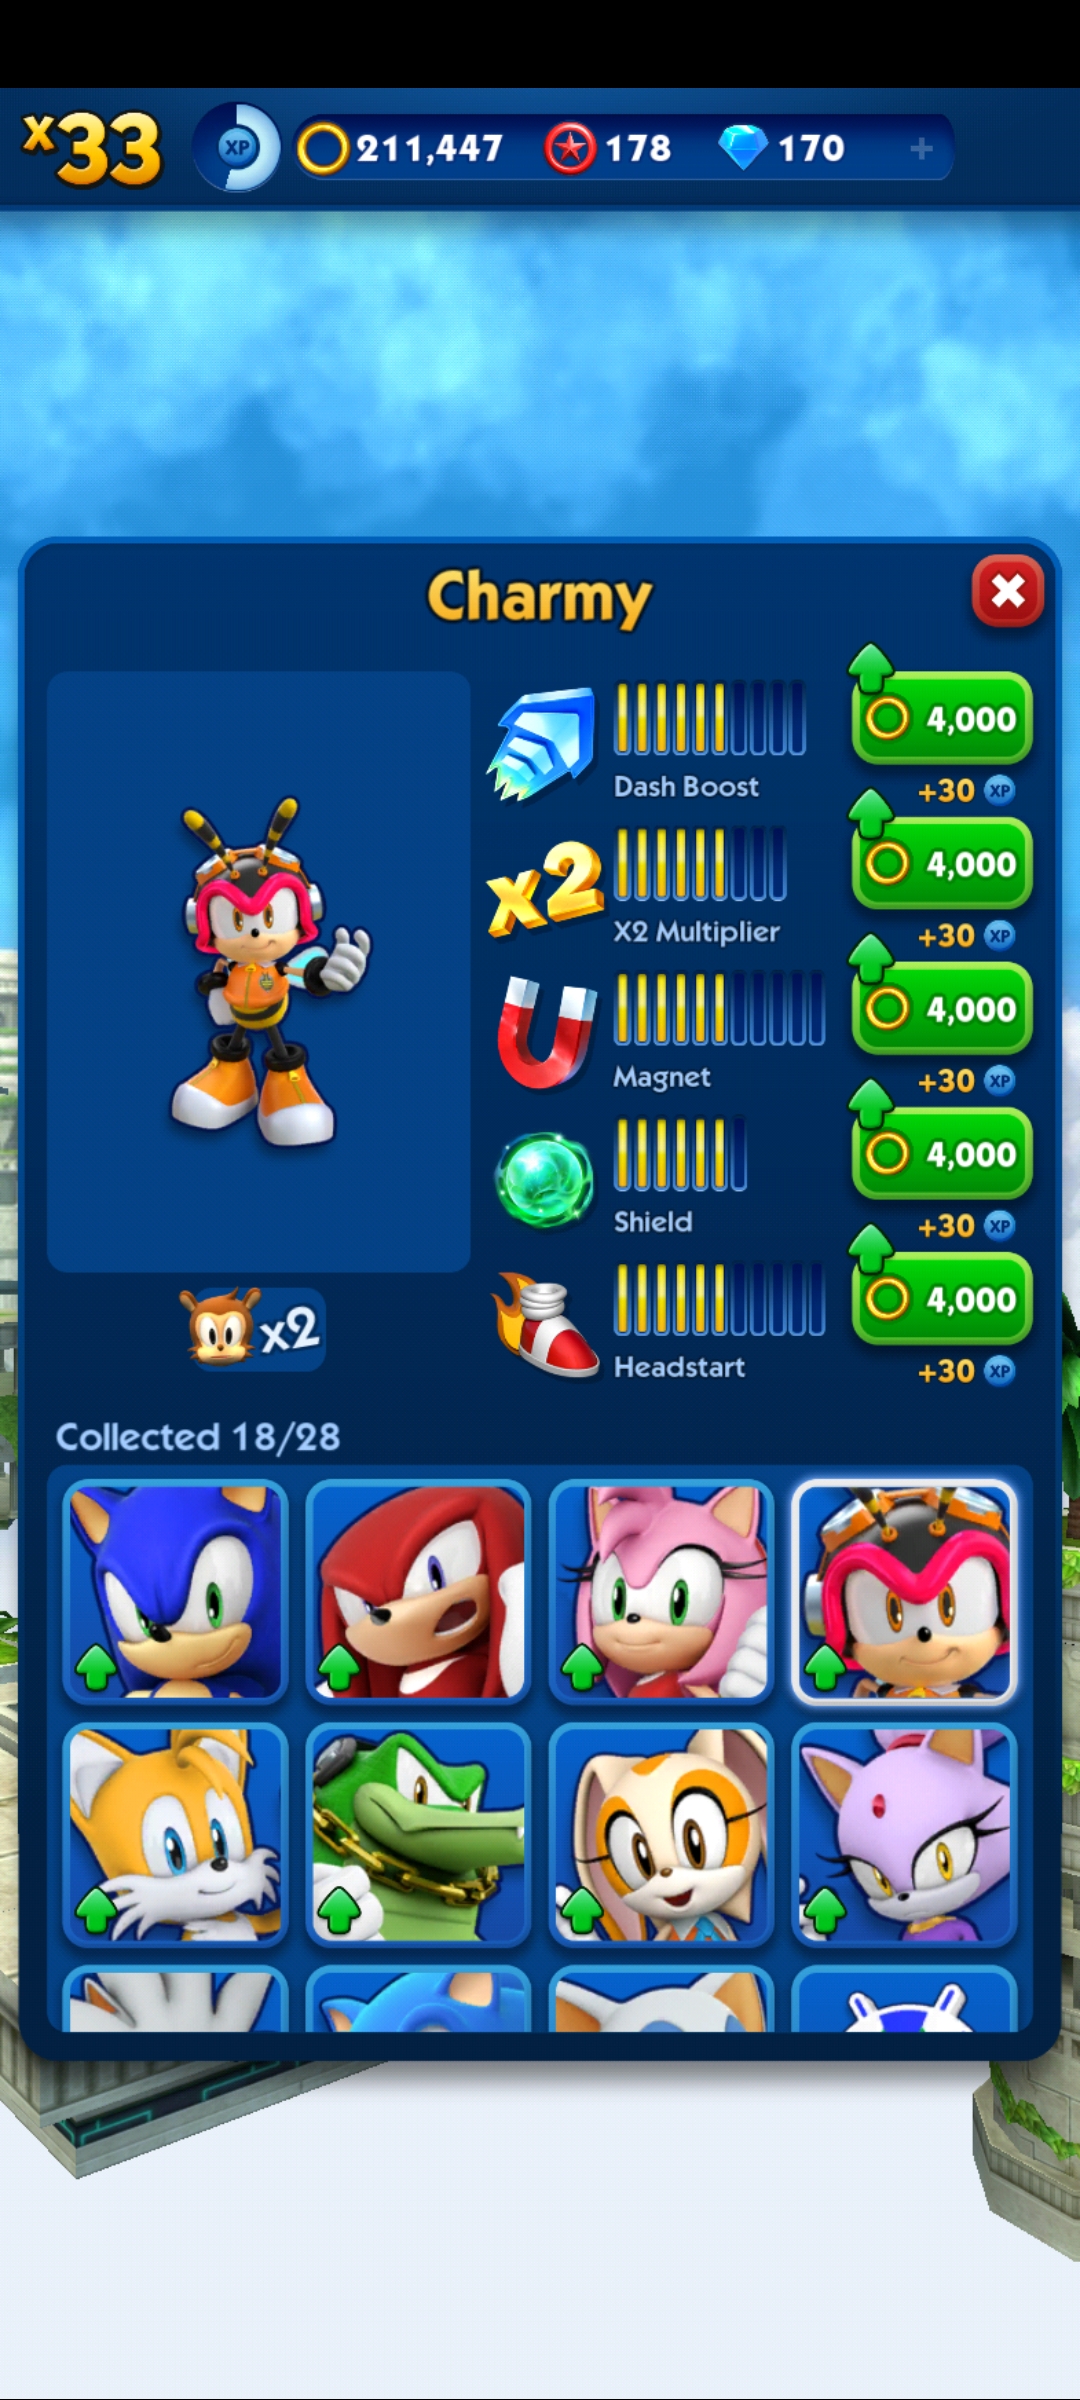 x33 XP 211,447 178 170 +
Charmy
4,000
Dash Boost
+30 XP
x2
4,000
X2 Multiplier
+30 XP
4,000
Magnet
+30 XP
4,000
Shield
+30 XP
4,000
x2
Headstart
+30 XP
Collected 18/28